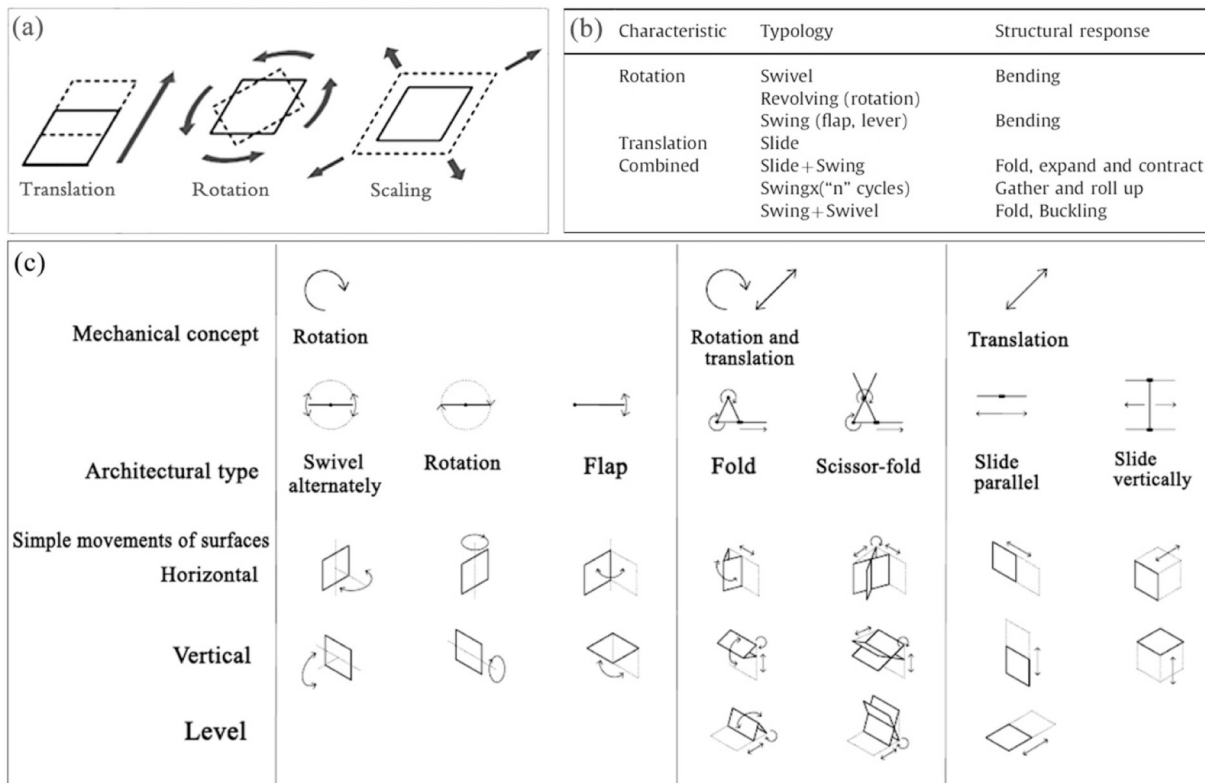 (a)
Translation
Rotation
Scaling
(b) Characteristic Typology Structural response
Rotation Swivel Bending
Revolving (rotation)
Swing (flap, lever) Bending
Translation Slide
Combined Slide+Swing Fold, expand and contract
Swingx(“n” cycles) Gather and roll up
Swing+Swivel Fold, Buckling
(c)
Mechanical concept
Rotation
Rotation and
translation
Translation
Architectural type
Swivel
alternately
Rotation
Flap
Fold
Scissor-fold
Slide
parallel
Slide
vertically
Simple movements of surfaces
Horizontal
Vertical
Level